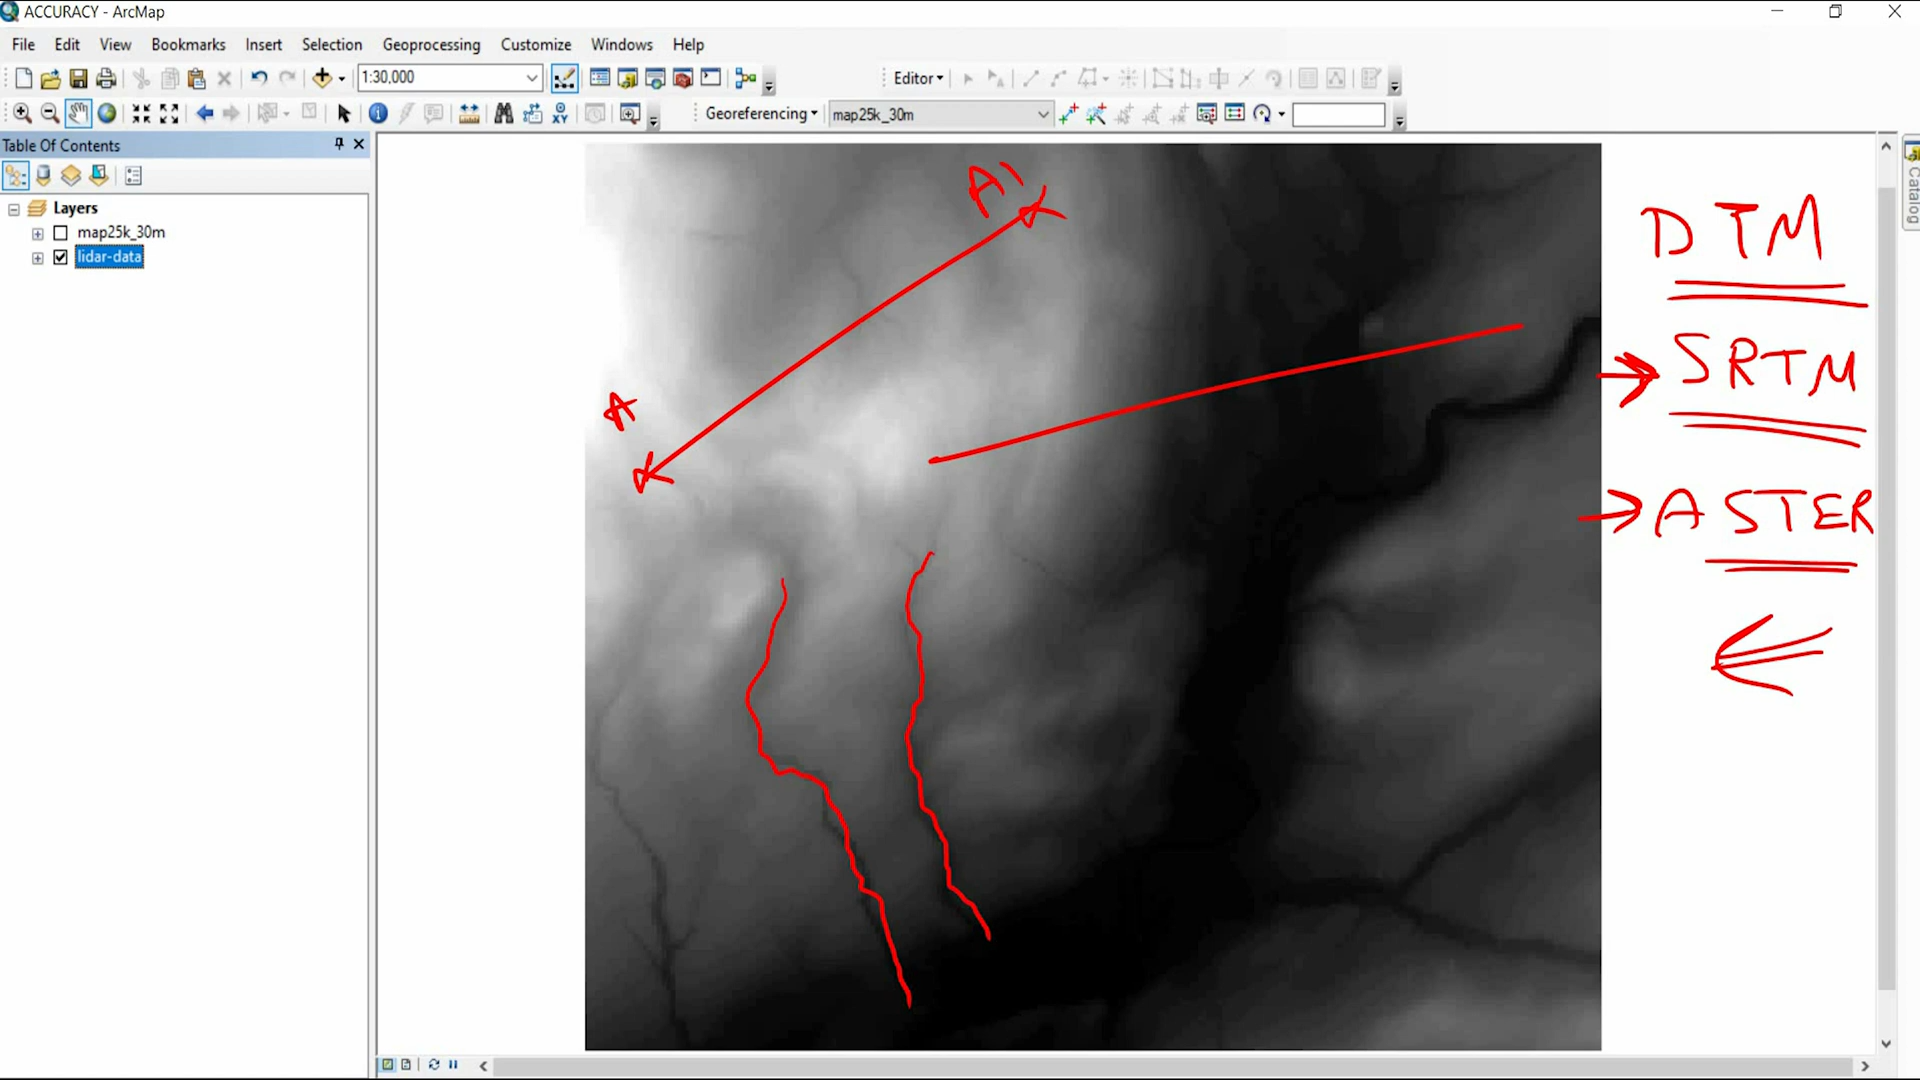 ACCURACY - ArcMap
File Edit View Bookmarks Insert Selection Geoprocessing Customize Windows Help
1:30,000
Editor
Georeferencing map25k_30m
Table Of Contents
Layers
map25k_30m
lidar-data
Catalog
A'
A
DTM
SRTM
ASTER